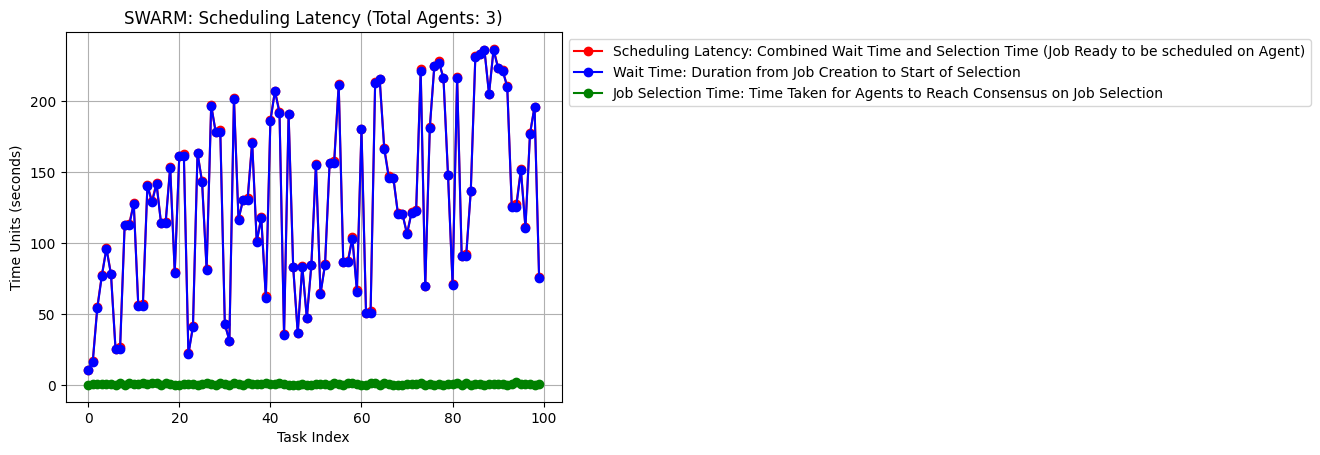 SWARM: Scheduling Latency (Total Agents: 3)
Scheduling Latency: Combined Wait Time and Selection Time (Job Ready to be scheduled on Agent)
Wait Time: Duration from Job Creation to Start of Selection
Job Selection Time: Time Taken for Agents to Reach Consensus on Job Selection
Time Units (seconds)
200
150
100
50
0
0 20 40 60 80 100
Task Index